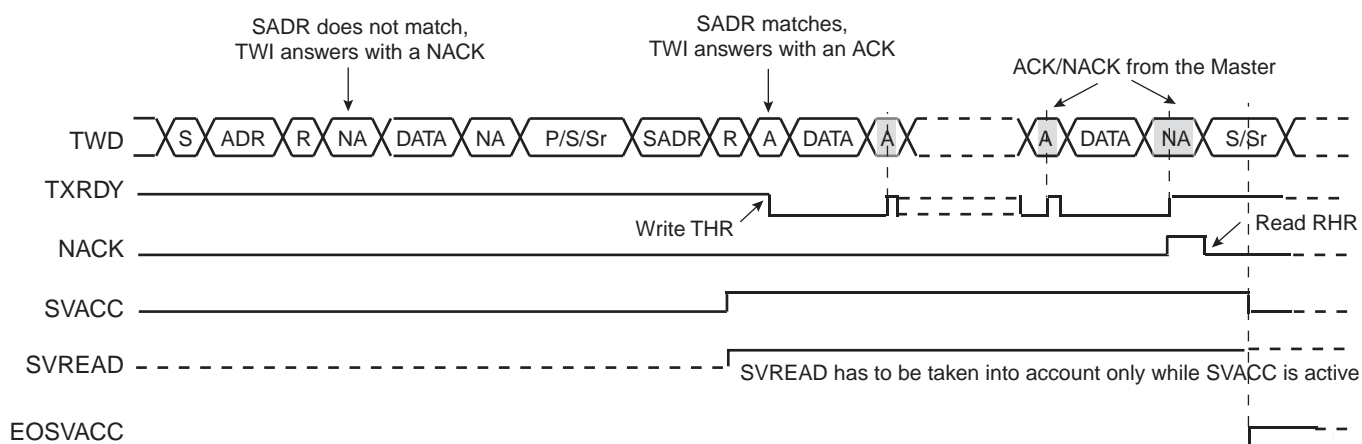 SADR does not match,
TWI answers with a NACK
SADR matches,
TWI answers with an ACK
ACK/NACK from the Master
TWD S ADR R NA DATA NA P/S/Sr SADR R A DATA A A DATA NA S/Sr
TXRDY
Write THR
Read RHR
NACK
SVACC
SVREAD
SVREAD has to be taken into account only while SVACC is active
EOSVACC